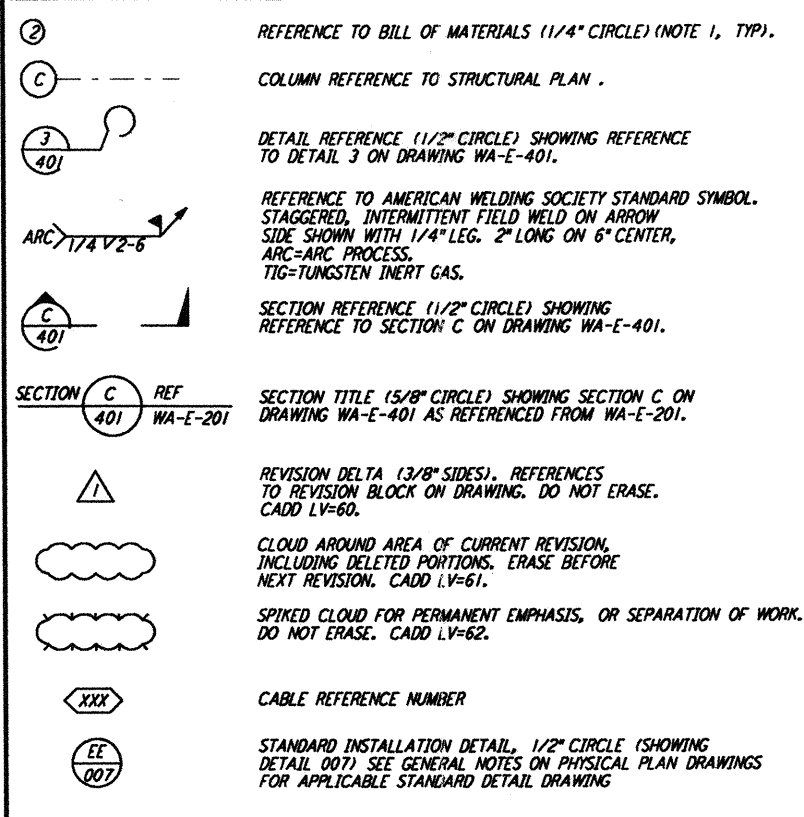 2 REFERENCE TO BILL OF MATERIALS (1/4" CIRCLE) (NOTE 1, TYP).
C COLUMN REFERENCE TO STRUCTURAL PLAN .
3 DETAIL REFERENCE (1/2" CIRCLE) SHOWING REFERENCE
401 TO DETAIL 3 ON DRAWING WA-E-401.
REFERENCE TO AMERICAN WELDING SOCIETY STANDARD SYMBOL.
STAGGERED, INTERMITTENT FIELD WELD ON ARROW
ARC SIDE SHOWN WITH 1/4" LEG. 2" LONG ON 6" CENTER,
1/4 V 2-6 ARC=ARC PROCESS.
TIG=TUNGSTEN INERT GAS.
C SECTION REFERENCE (1/2" CIRCLE) SHOWING
401 REFERENCE TO SECTION C ON DRAWING WA-E-401.
SECTION C REF SECTION TITLE (5/8" CIRCLE) SHOWING SECTION C ON
401 WA-E-201 DRAWING WA-E-401 AS REFERENCED FROM WA-E-201.
1 REVISION DELTA (3/8" SIDES). REFERENCES
TO REVISION BLOCK ON DRAWING. DO NOT ERASE.
CADD LV=60.
CLOUD AROUND AREA OF CURRENT REVISION,
INCLUDING DELETED PORTIONS. ERASE BEFORE
NEXT REVISION. CADD LV=61.
SPIKED CLOUD FOR PERMANENT EMPHASIS, OR SEPARATION OF WORK.
DO NOT ERASE. CADD LV=62.
XXX CABLE REFERENCE NUMBER
EE STANDARD INSTALLATION DETAIL, 1/2" CIRCLE (SHOWING
007 DETAIL 007) SEE GENERAL NOTES ON PHYSICAL PLAN DRAWINGS
FOR APPLICABLE STANDARD DETAIL DRAWING